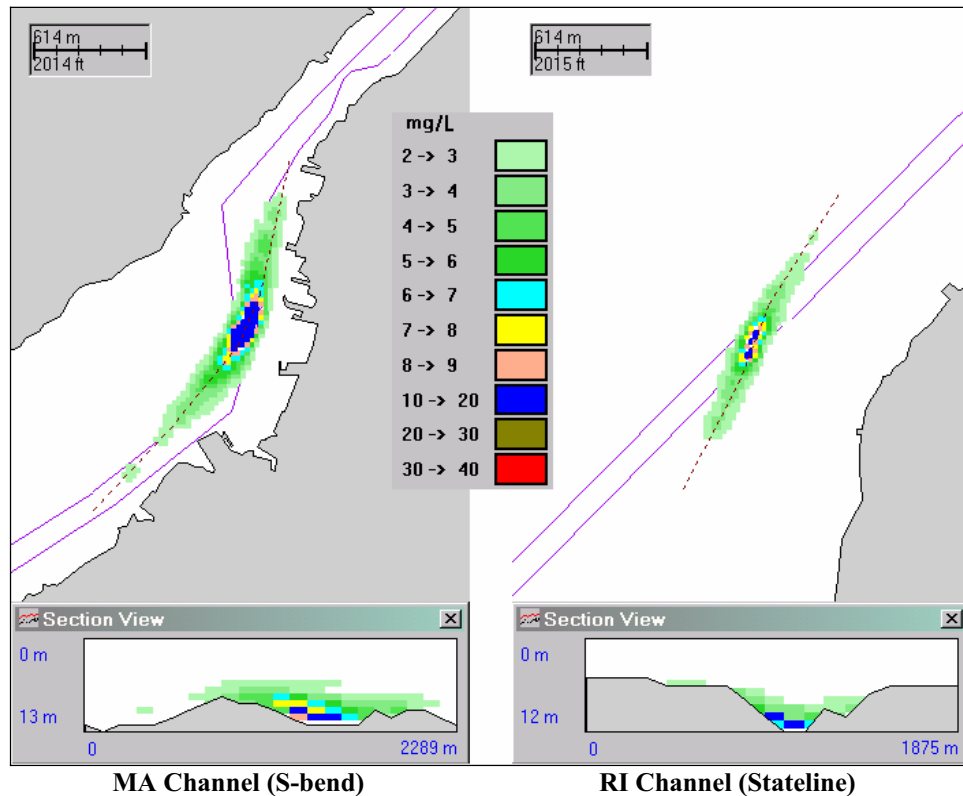 614 m
2014 ft
614 m
2015 ft
mg/L
2 -> 3
3 -> 4
4 -> 5
5 -> 6
6 -> 7
7 -> 8
8 -> 9
10 -> 20
20 -> 30
30 -> 40
Section View
0 m
13 m
0
2289 m
Section View
0 m
12 m
0
1875 m
MA Channel (S-bend)
RI Channel (Stateline)